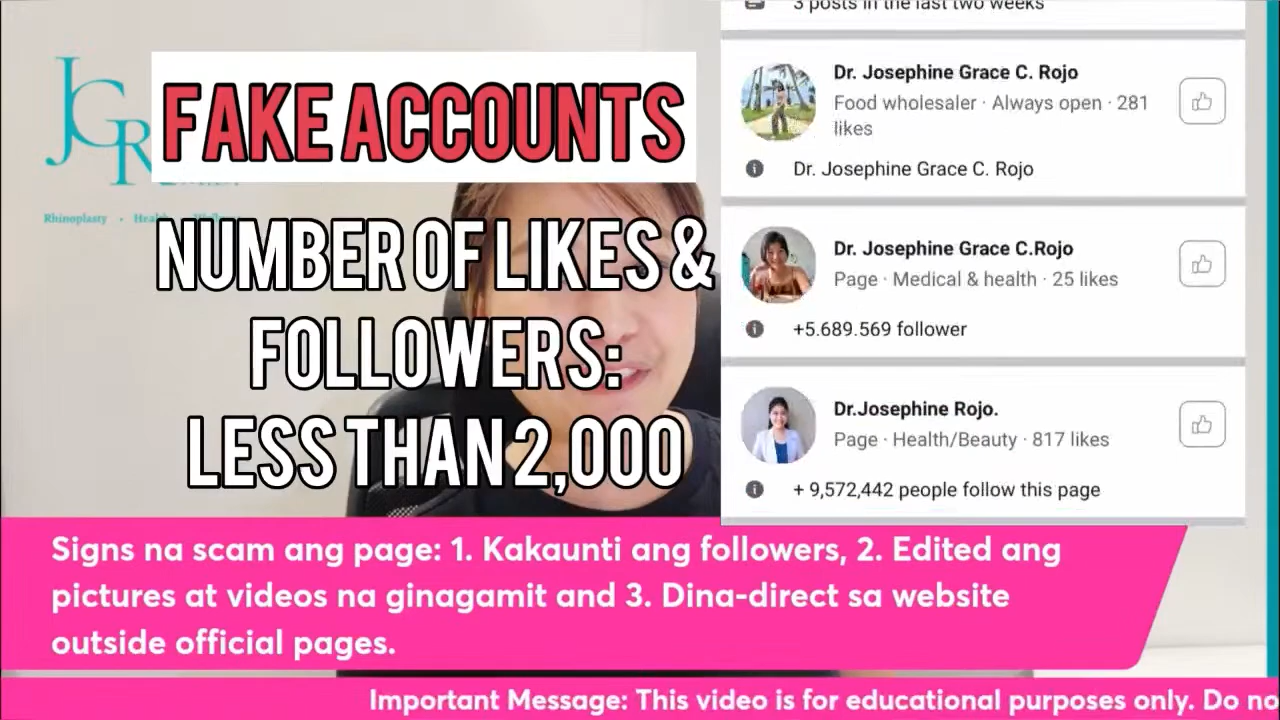 JGR
Rhinoplasty
FAKE ACCOUNTS
NUMBER OF LIKES &
FOLLOWERS:
LESS THAN 2,000
3 posts in the last two weeks
Dr. Josephine Grace C. Rojo
Food wholesaler · Always open · 281
likes
Dr. Josephine Grace C. Rojo
Dr. Josephine Grace C.Rojo
Page · Medical & health · 25 likes
+5.689.569 follower
Dr.Josephine Rojo.
Page · Health/Beauty · 817 likes
+ 9,572,442 people follow this page
Signs na scam ang page: 1. Kakaunti ang followers, 2. Edited ang
pictures at videos na ginagamit and 3. Dina-direct sa website
outside official pages.
Important Message: This video is for educational purposes only. Do